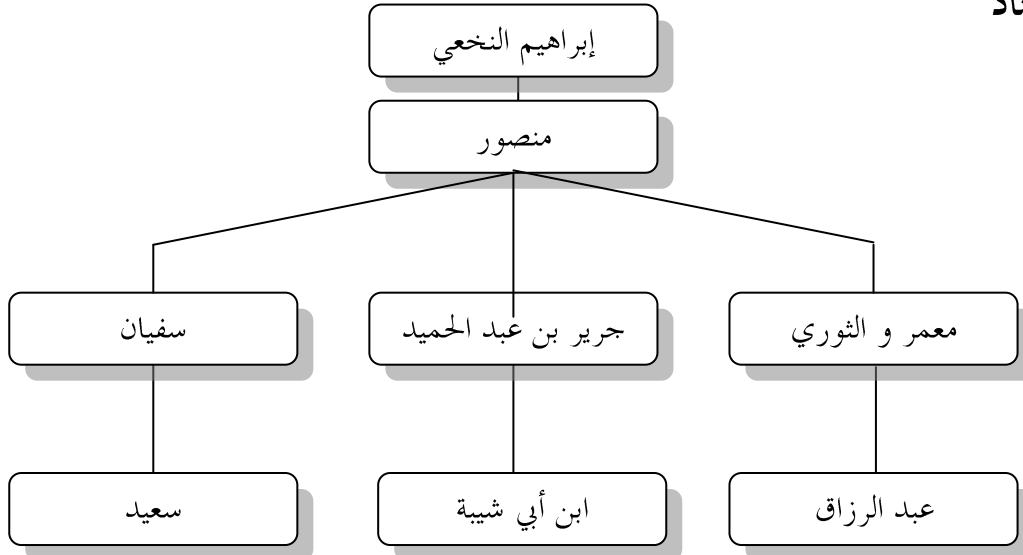 إبراهيم النخعي
منصور
معمر و الثوري
جرير بن عبد الحميد
سفيان
عبد الرزاق
ابن أبي شيبة
سعيد